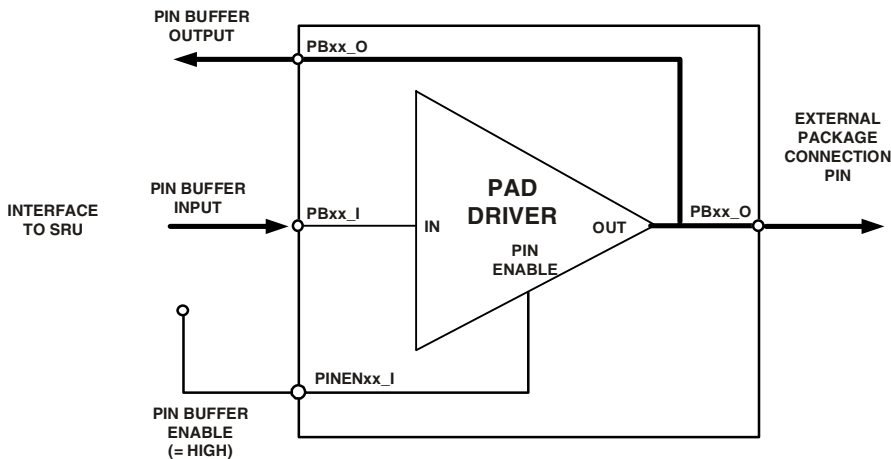 PIN BUFFER
OUTPUT
PBxx_O
EXTERNAL
PACKAGE
CONNECTION
PIN
INTERFACE
TO SRU
PIN BUFFER
INPUT
PBxx_I
IN
PAD
DRIVER
OUT
PIN
ENABLE
PBxx_O
PINENxx_I
PIN BUFFER
ENABLE
(= HIGH)